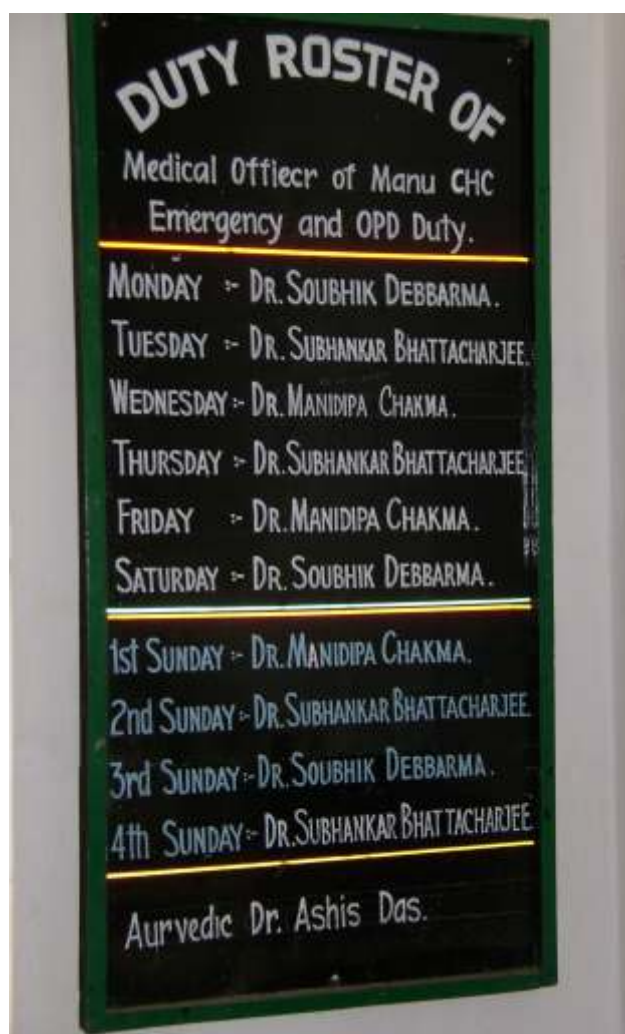 DUTY ROSTER OF
Medical Offiecr of Manu CHC
Emergency and OPD Duty.
MONDAY :- DR. SOUBHIK DEBBARMA.
TUESDAY :- DR. SUBHANKAR BHATTACHARJEE.
WEDNESDAY :- DR. MANIDIPA CHAKMA.
THURSDAY :- DR. SUBHANKAR BHATTACHARJEE
FRIDAY :- DR. MANIDIPA CHAKMA.
SATURDAY :- DR. SOUBHIK DEBBARMA.
1st SUNDAY :- DR. MANIDIPA CHAKMA.
2nd SUNDAY :- DR. SUBHANKAR BHATTACHARJEE
3rd SUNDAY :- DR. SOUBHIK DEBBARMA.
4th SUNDAY :- DR. SUBHANKAR BHATTACHARJEE
Aurvedic Dr. Ashis Das.